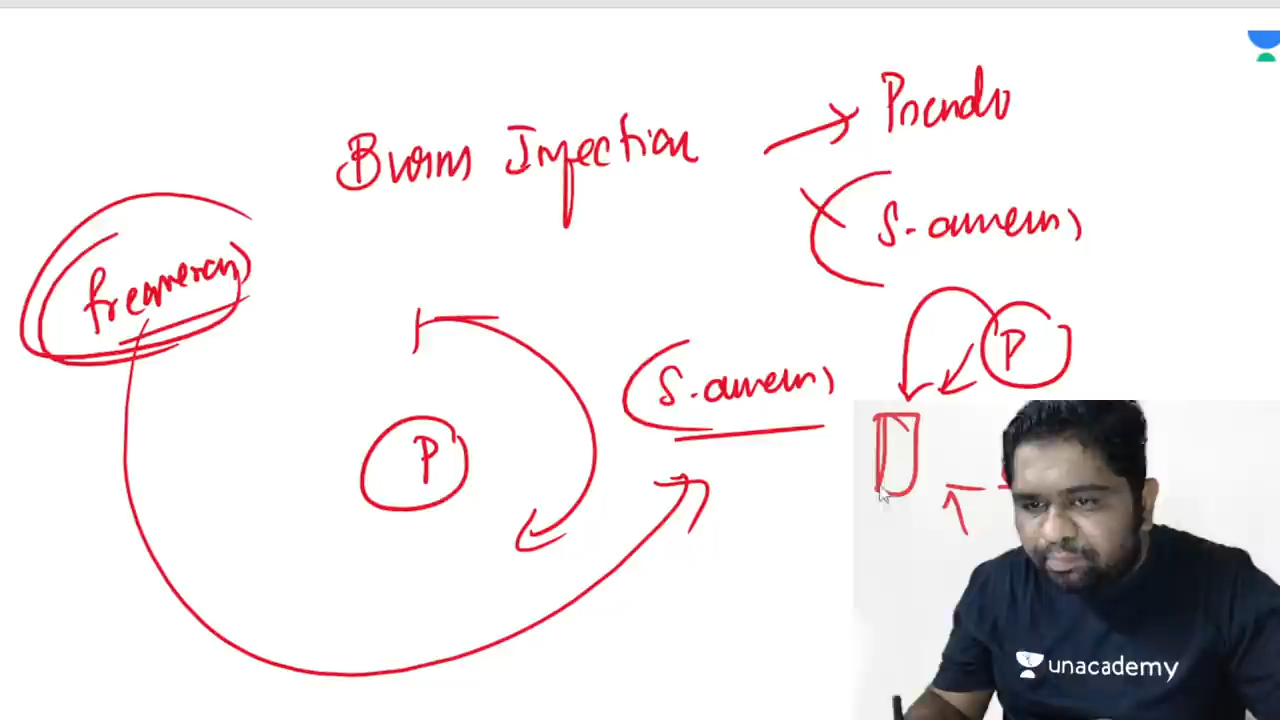 Burns Injection → Pseudo
S. aureus
frequency
P
S. aureus
P
unacademy